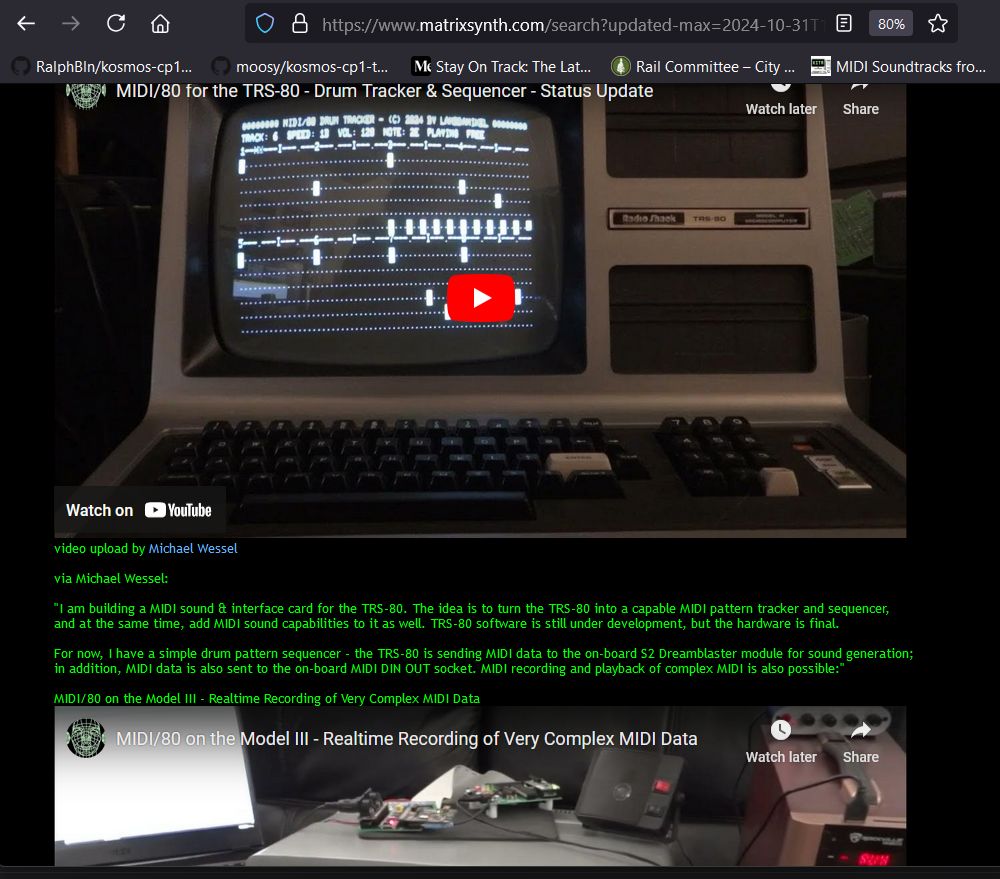 https://www.matrixsynth.com/search?updated-max=2024-10-31T1
80%
RalphBln/kosmos-cp1...
moosy/kosmos-cp1-t...
Stay On Track: The Lat...
Rail Committee – City ...
MIDI Soundtracks fro...
MIDI/80 for the TRS-80 - Drum Tracker & Sequencer - Status Update
Watch later
Share
MIDI/80 DRUM TRACKER - (C) 2024 BY LAMBDAMIKEL
TRACK: 6 SPEED: 13 VOL: 120 NOTE: 2E PLAYING FREE
Radio Shack TRS-80
ENTER
Watch on YouTube
video upload by Michael Wessel
via Michael Wessel:
"I am building a MIDI sound & interface card for the TRS-80. The idea is to turn the TRS-80 into a capable MIDI pattern tracker and sequencer,
and at the same time, add MIDI sound capabilities to it as well. TRS-80 software is still under development, but the hardware is final.
For now, I have a simple drum pattern sequencer - the TRS-80 is sending MIDI data to the on-board S2 Dreamblaster module for sound generation;
in addition, MIDI data is also sent to the on-board MIDI DIN OUT socket. MIDI recording and playback of complex MIDI is also possible:"
MIDI/80 on the Model III - Realtime Recording of Very Complex MIDI Data
MIDI/80 on the Model III - Realtime Recording of Very Complex MIDI Data
Watch later
Share
ROCKVILLE